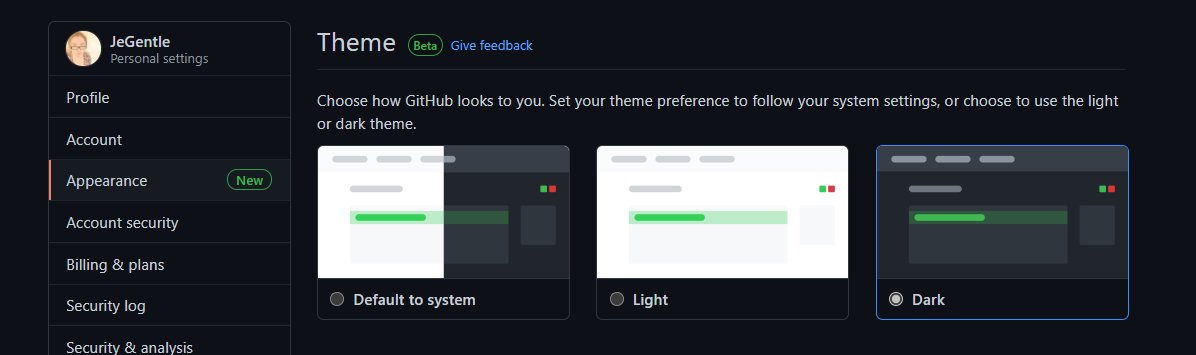 JeGentle
Personal settings
Profile
Account
Appearance New
Account security
Billing & plans
Security log
Security & analysis
Theme Beta Give feedback
Choose how GitHub looks to you. Set your theme preference to follow your system settings, or choose to use the light
or dark theme.
Default to system
Light
Dark